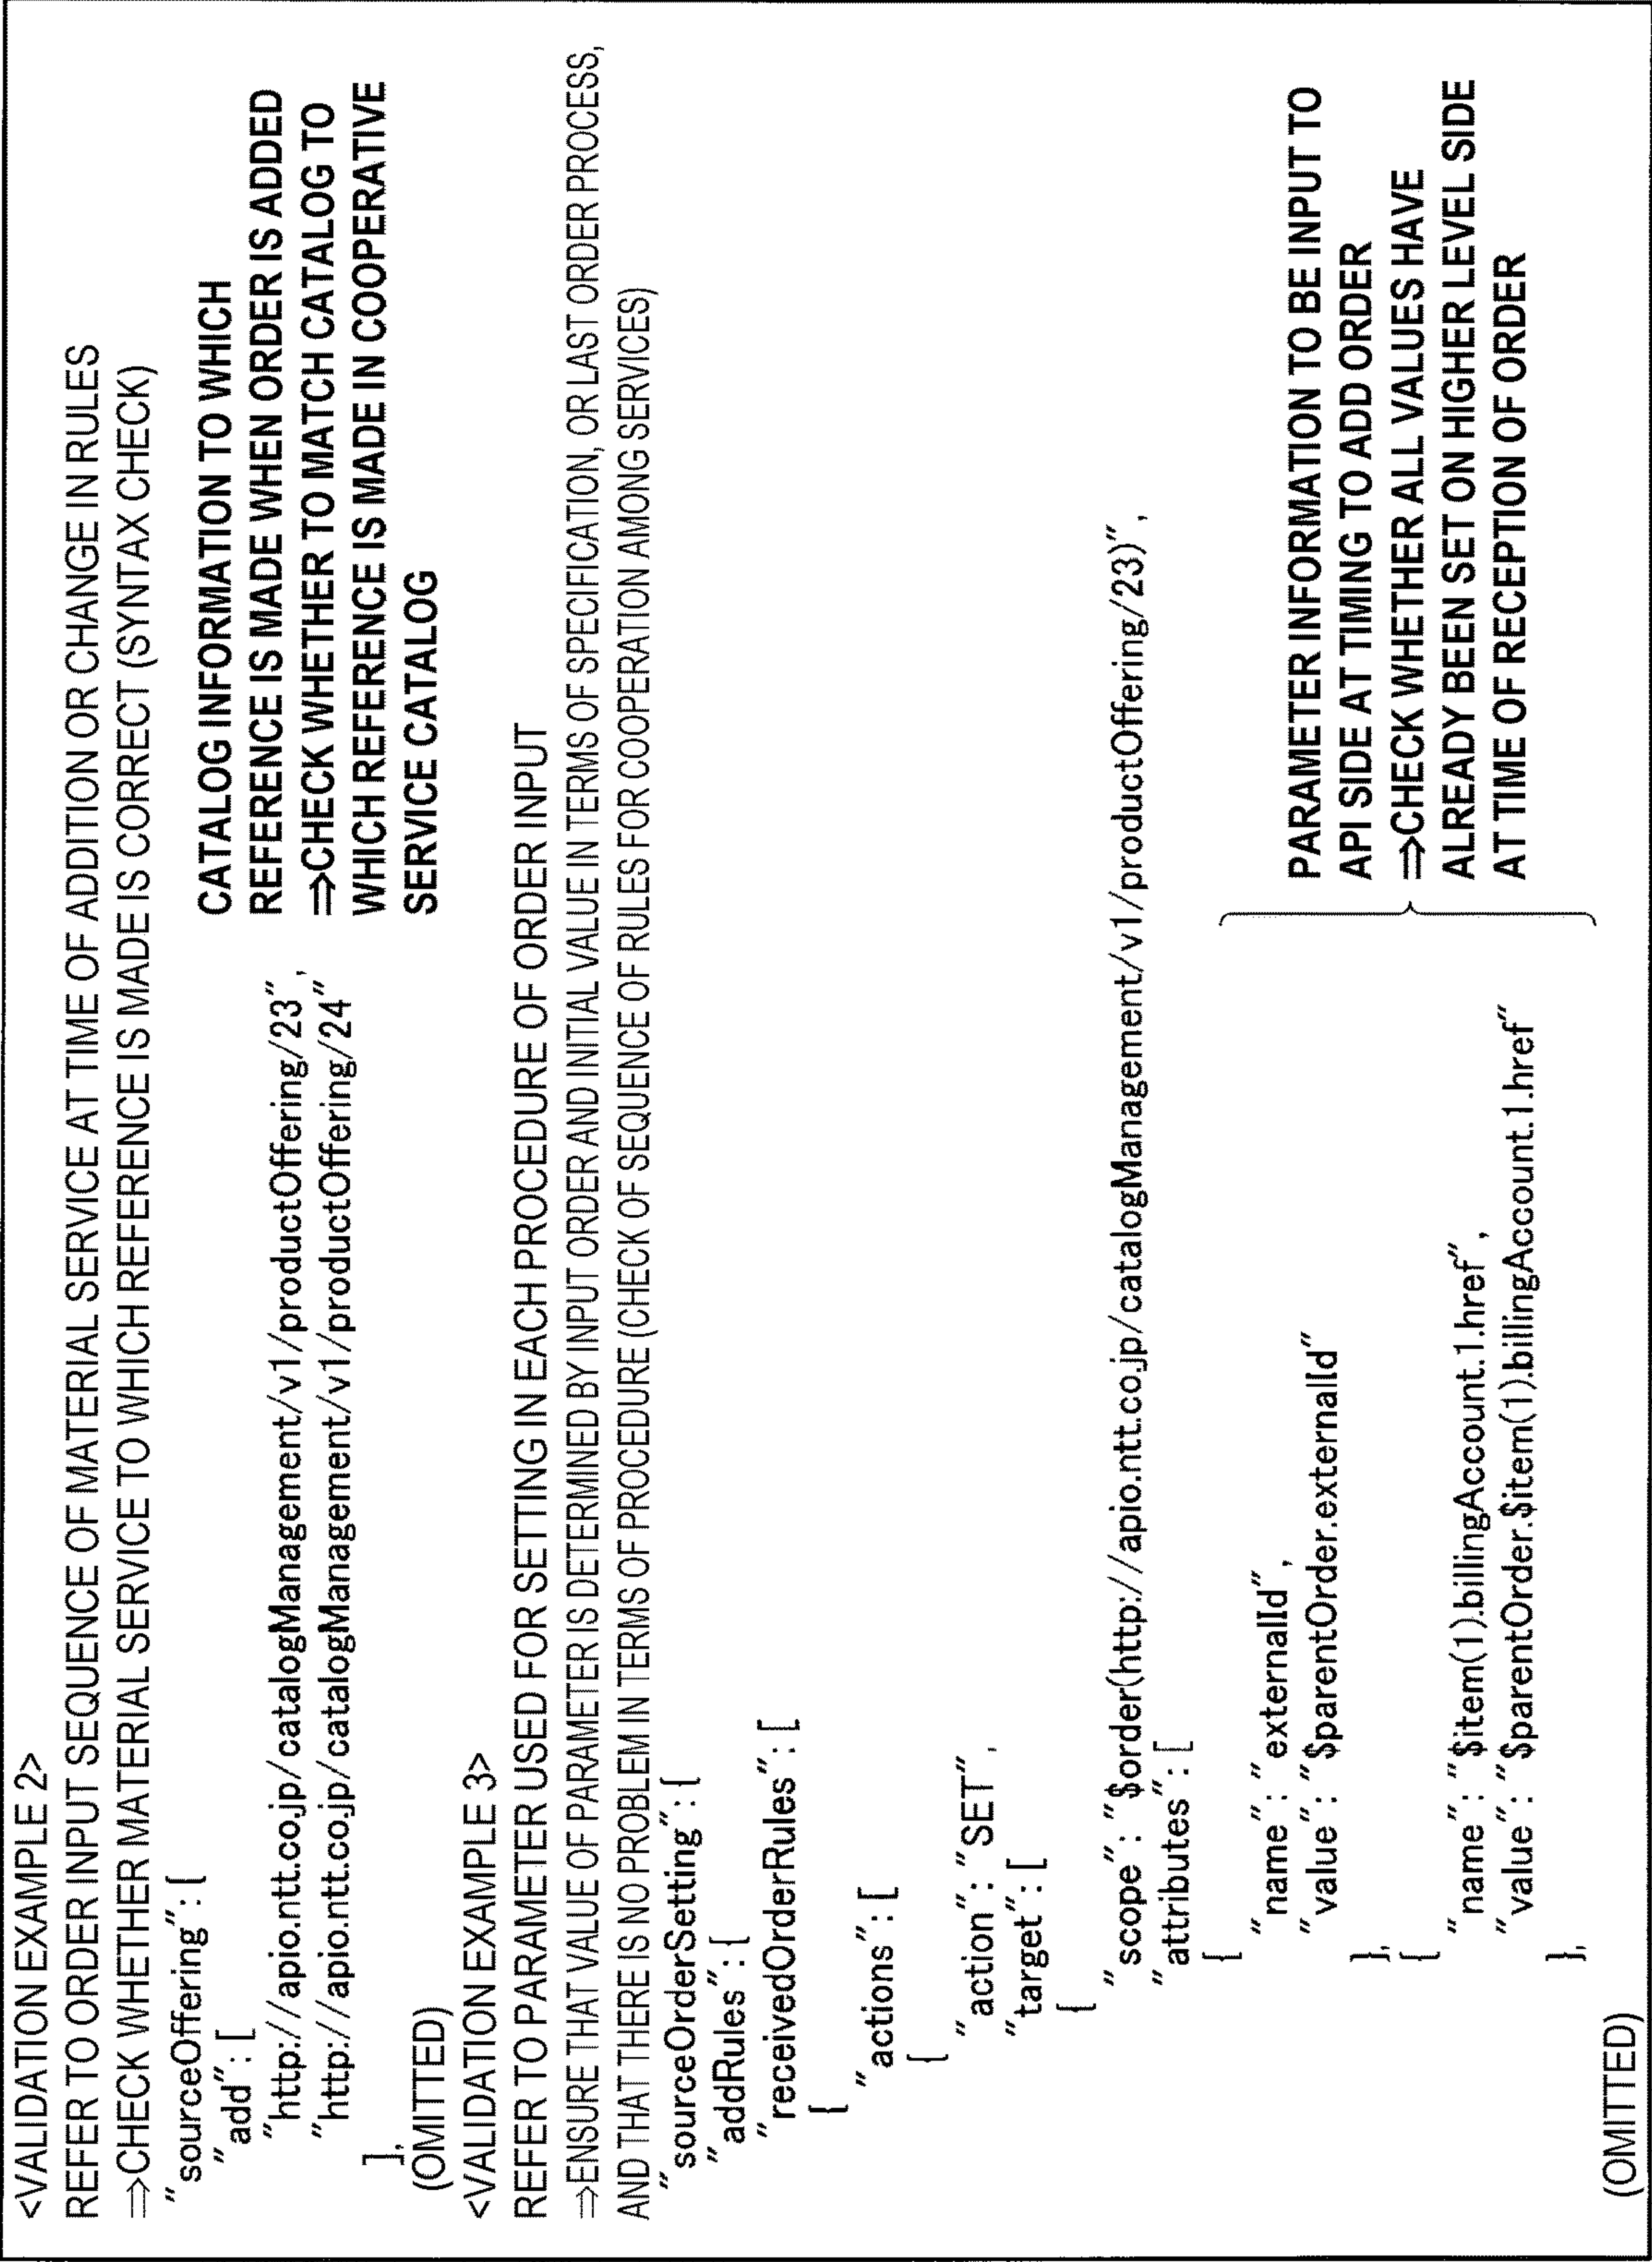 <VALIDATION EXAMPLE 2>
REFER TO ORDER INPUT SEQUENCE OF MATERIAL SERVICE AT TIME OF ADDITION OR CHANGE IN RULES
⇒CHECK WHETHER MATERIAL SERVICE TO WHICH REFERENCE IS MADE IS CORRECT (SYNTAX CHECK)
"sourceOffering": [
"add": [
"http://apio.ntt.co.jp/catalogManagement/v1/productOffering/23",
"http://apio.ntt.co.jp/catalogManagement/v1/productOffering/24"
],
(OMITTED)
CATALOG INFORMATION TO WHICH
REFERENCE IS MADE WHEN ORDER IS ADDED
⇒CHECK WHETHER TO MATCH CATALOG TO
WHICH REFERENCE IS MADE IN COOPERATIVE
SERVICE CATALOG
<VALIDATION EXAMPLE 3>
REFER TO PARAMETER USED FOR SETTING IN EACH PROCEDURE OF ORDER INPUT
⇒ENSURE THAT VALUE OF PARAMETER IS DETERMINED BY INPUT ORDER AND INITIAL VALUE IN TERMS OF SPECIFICATION, OR LAST ORDER PROCESS,
AND THAT THERE IS NO PROBLEM IN TERMS OF PROCEDURE (CHECK OF SEQUENCE OF RULES FOR COOPERATION AMONG SERVICES)
"sourceOrderSetting": {
"addRules": {
"receivedOrderRules": [
{
"actions": [
{
"action": "SET",
"target": [
{
"scope": "$order(http://apio.ntt.co.jp/catalogManagement/v1/productOffering/23)",
"attributes": [
{
"name": "externalId",
"value": "$parentOrder.externalId"
},
{
"name": "$item(1).billingAccount.1.href",
"value": "$parentOrder.$item(1).billingAccount.1.href"
},
PARAMETER INFORMATION TO BE INPUT TO
API SIDE AT TIMING TO ADD ORDER
⇒CHECK WHETHER ALL VALUES HAVE
ALREADY BEEN SET ON HIGHER LEVEL SIDE
AT TIME OF RECEPTION OF ORDER
(OMITTED)